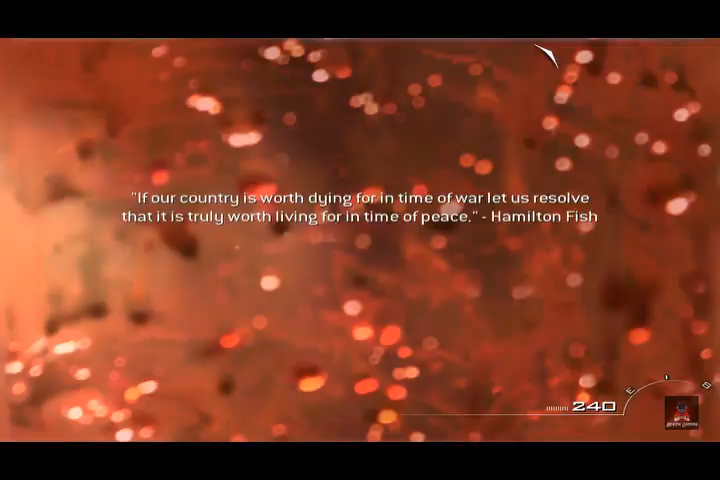 "If our country is worth dying for in time of war let us resolve
that it is truly worth living for in time of peace." - Hamilton Fish
E
S
240